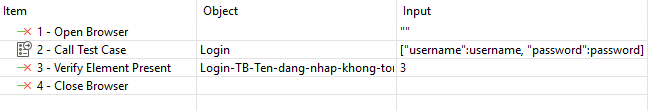 Item Object Input
1 - Open Browser ""
2 - Call Test Case Login ["username":username, "password":password]
3 - Verify Element Present Login-TB-Ten-dang-nhap-khong-ton 3
4 - Close Browser